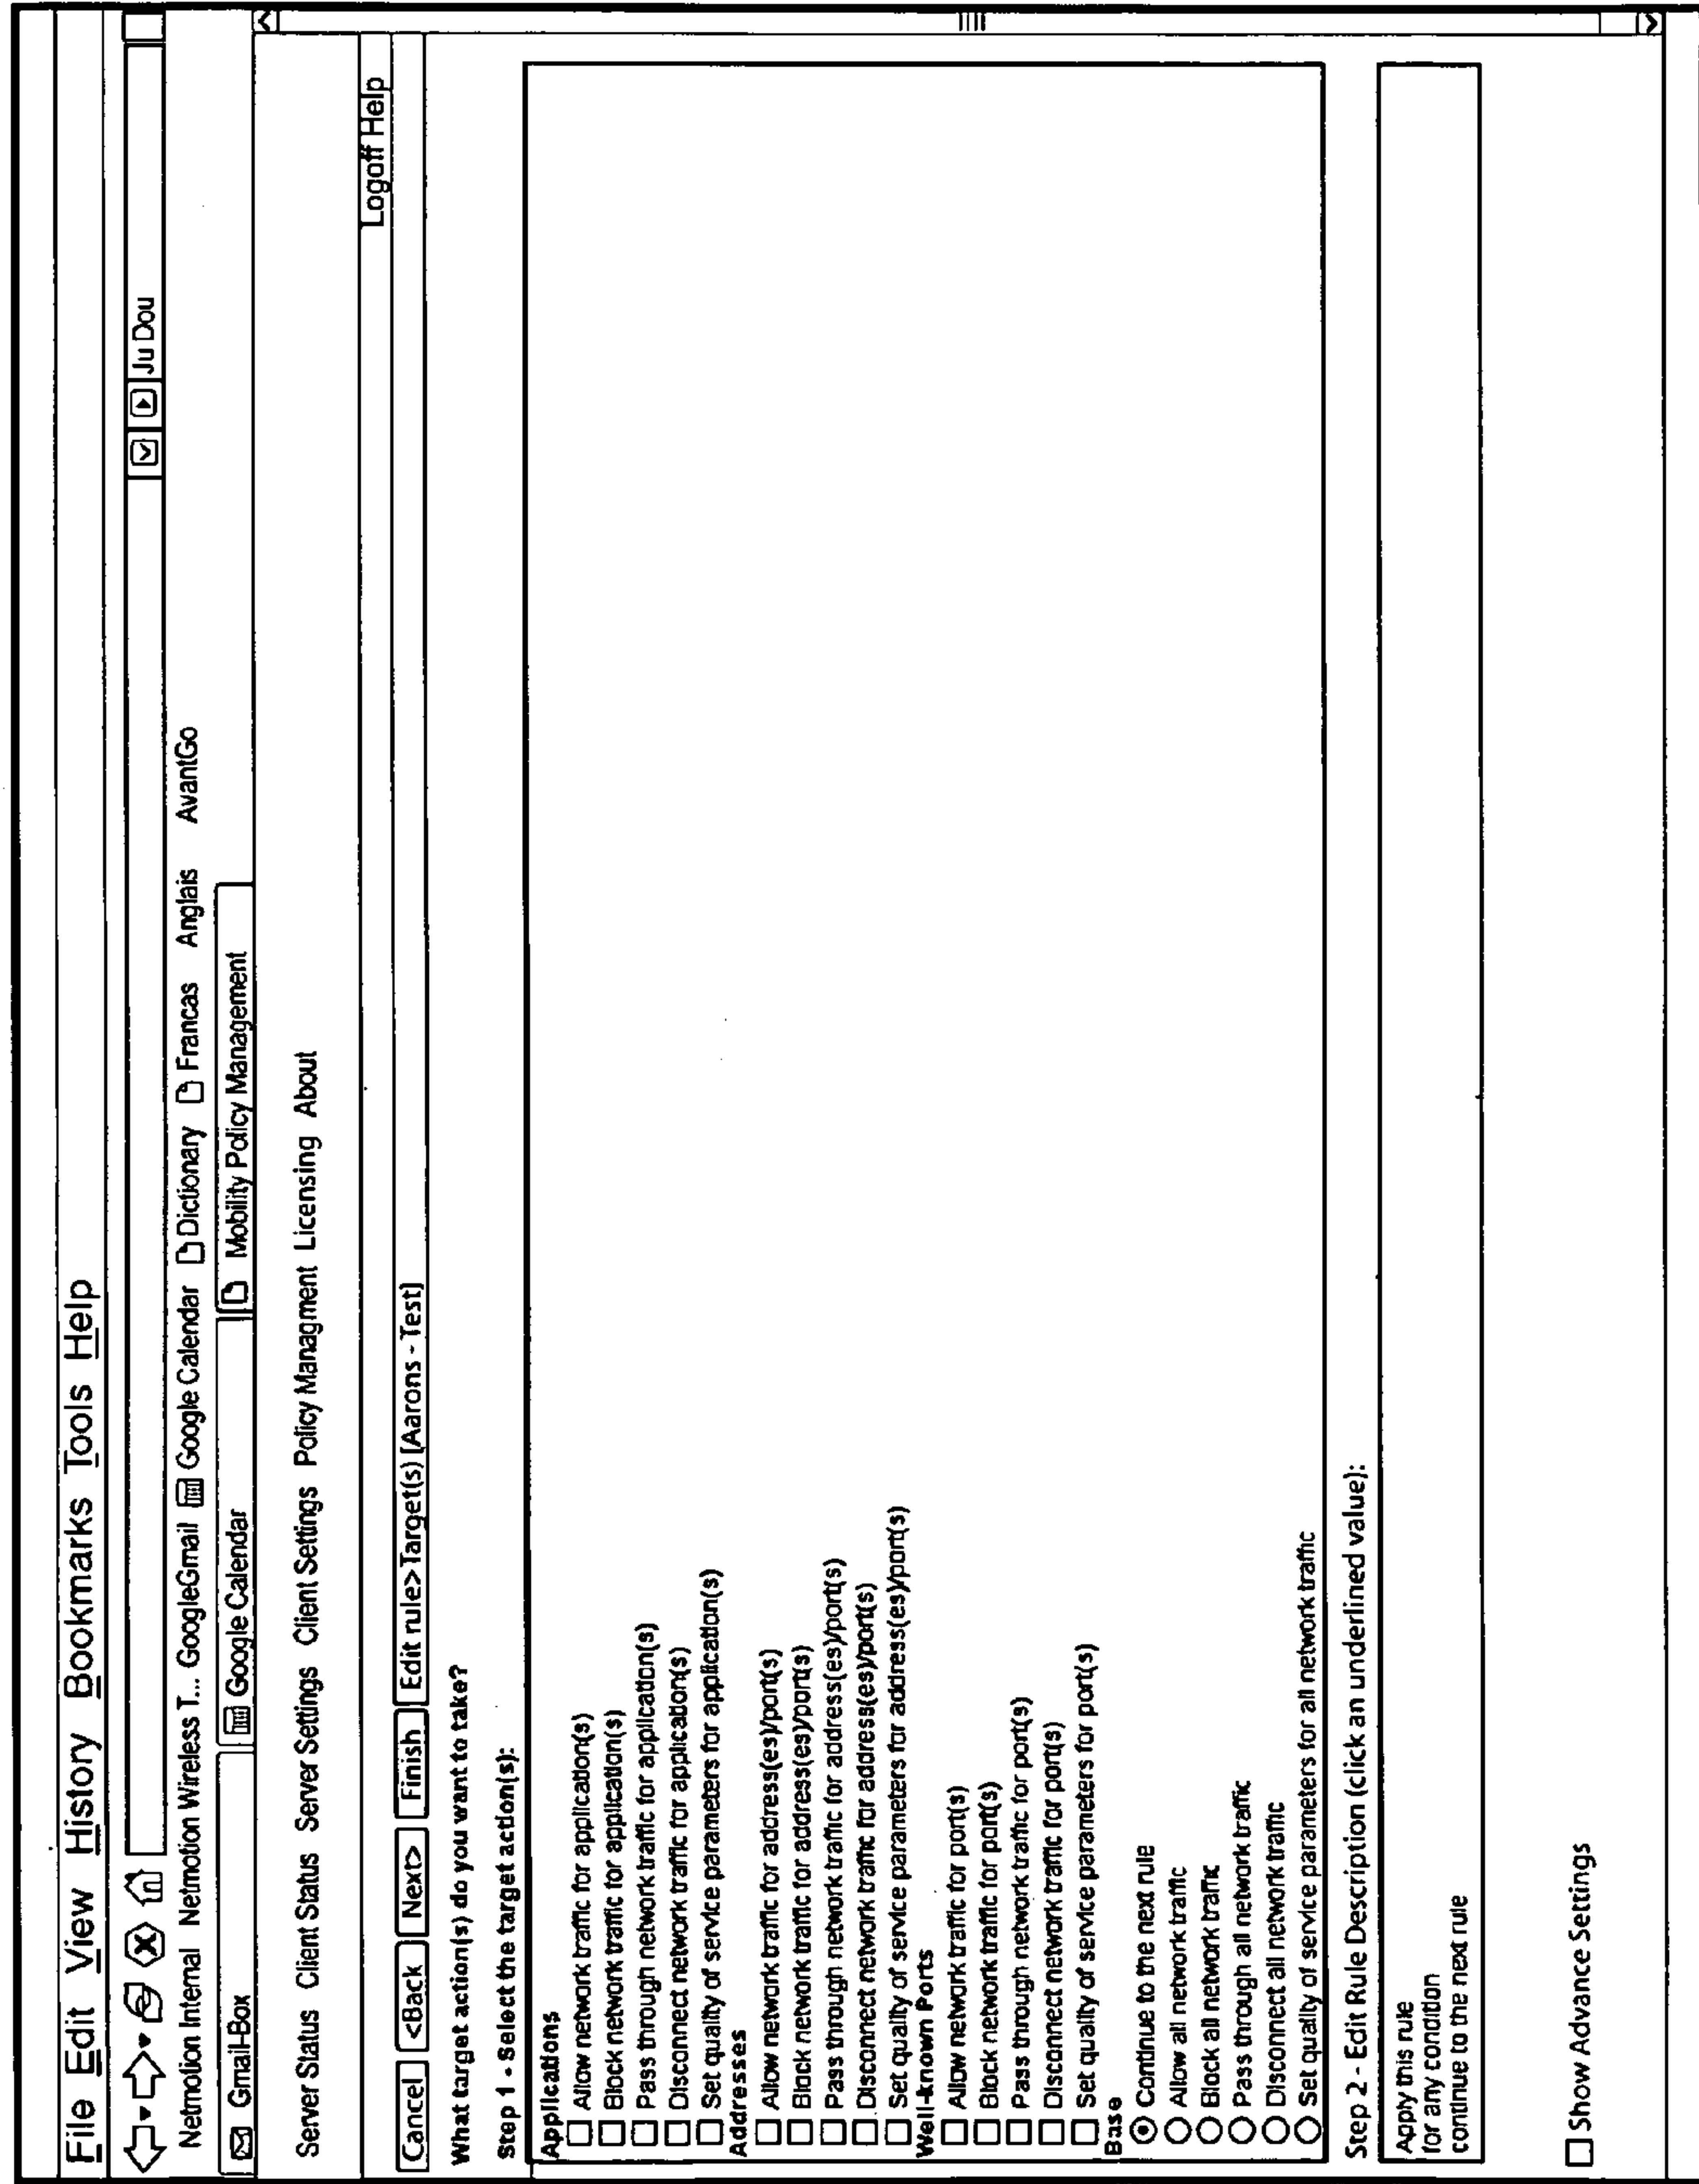 File Edit View History Bookmarks Tools Help
Ju Dou
Netmotion Internal Netmotion Wireless T... GoogleGmail Google Calendar Dictionary Francas Anglais AvantGo
Gmail-Box Google Calendar Mobility Policy Management
Server Status Client Status Server Settings Client Settings Policy Managment Licensing About
Logoff Help
Cancel <Back Next> Finish Edit rule>Target(s) [Aarons - Test]
What target action(s) do you want to take?
Step 1 - Select the target action(s):
Applications
Allow network traffic for application(s)
Block network traffic for application(s)
Pass through network traffic for application(s)
Disconnect network traffic for application(s)
Set quality of service parameters for application(s)
Addresses
Allow network traffic for address(es)/port(s)
Block network traffic for address(es)/port(s)
Pass through network traffic for address(es)/port(s)
Disconnect network traffic for address(es)/port(s)
Set quality of service parameters for address(es)/port(s)
Well-known Ports
Allow network traffic for port(s)
Block network traffic for port(s)
Pass through network traffic for port(s)
Disconnect network traffic for port(s)
Set quality of service parameters for port(s)
Base
Continue to the next rule
Allow all network traffic
Block all network traffic
Pass through all network traffic
Disconnect all network traffic
Set quality of service parameters for all network traffic
Step 2 - Edit Rule Description (click an underlined value):
Apply this rule
for any condition
continue to the next rule
Show Advance Settings